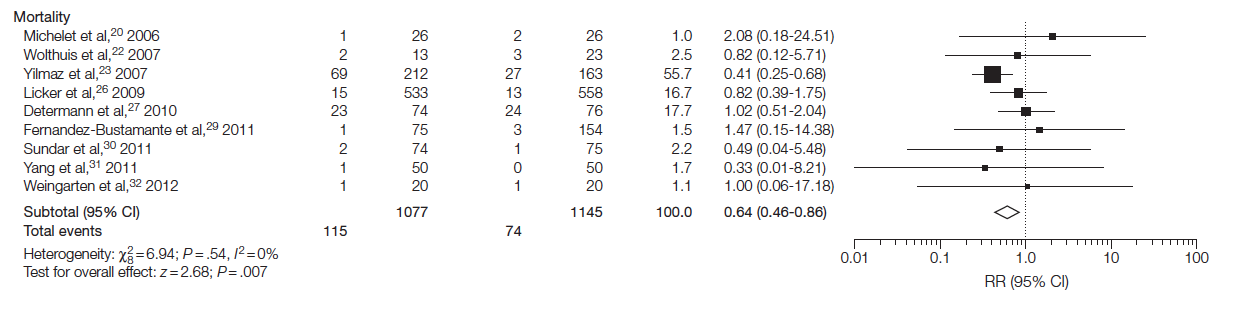 Mortality
Michelet et al,20 2006 1 26 2 26 1.0 2.08 (0.18-24.51)
Wolthuis et al,22 2007 2 13 3 23 2.5 0.82 (0.12-5.71)
Yilmaz et al,23 2007 69 212 27 163 55.7 0.41 (0.25-0.68)
Licker et al,26 2009 15 533 13 558 16.7 0.82 (0.39-1.75)
Determann et al,27 2010 23 74 24 76 17.7 1.02 (0.51-2.04)
Fernandez-Bustamante et al,29 2011 1 75 3 154 1.5 1.47 (0.15-14.38)
Sundar et al,30 2011 2 74 1 75 2.2 0.49 (0.04-5.48)
Yang et al,31 2011 1 50 0 50 1.7 0.33 (0.01-8.21)
Weingarten et al,32 2012 1 20 1 20 1.1 1.00 (0.06-17.18)
Subtotal (95% CI) 1077 1145 100.0 0.64 (0.46-0.86)
Total events 115 74
Heterogeneity: χ²₈=6.94; P=.54, I²=0%
Test for overall effect: z=2.68; P=.007
0.01 0.1 1.0 10 100
RR (95% CI)